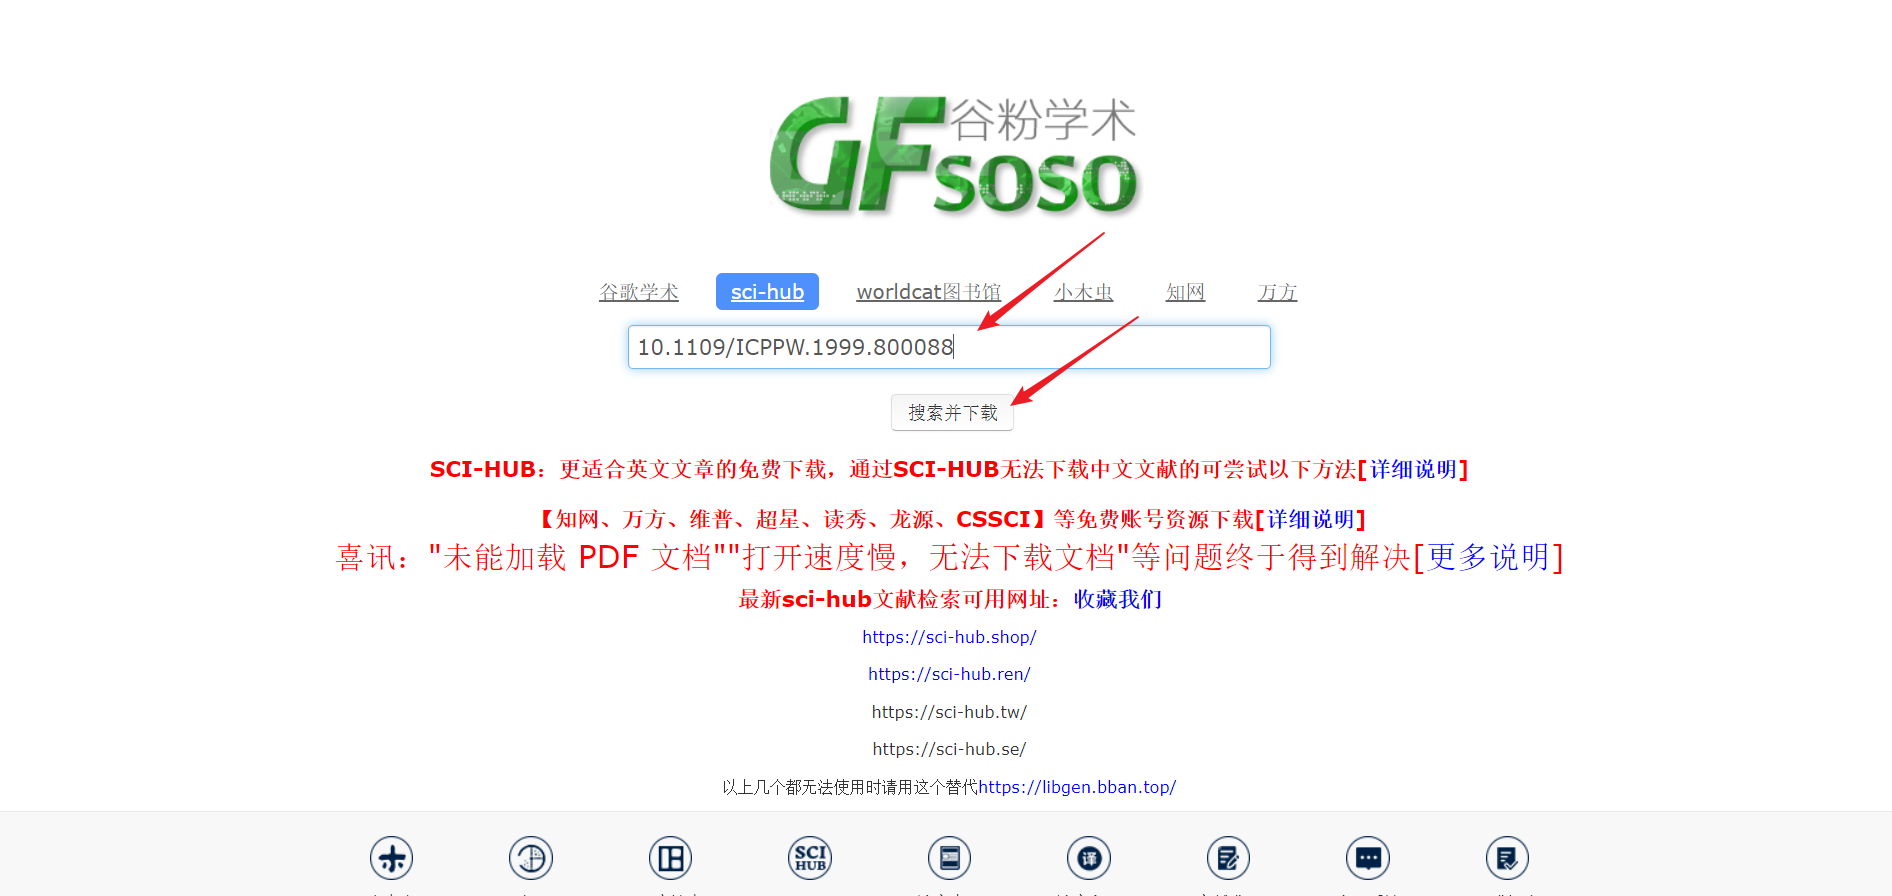 GFsoso 谷粉学术
谷歌学术 sci-hub worldcat图书馆 小木虫 知网 万方
10.1109/ICPPW.1999.800088
搜索并下载
SCI-HUB：更适合英文文章的免费下载，通过SCI-HUB无法下载中文文献的可尝试以下方法[详细说明]
【知网、万方、维普、超星、读秀、龙源、CSSCI】等免费账号资源下载[详细说明]
喜讯："未能加载 PDF 文档""打开速度慢，无法下载文档"等问题终于得到解决[更多说明]
最新sci-hub文献检索可用网址：收藏我们
https://sci-hub.shop/
https://sci-hub.ren/
https://sci-hub.tw/
https://sci-hub.se/
以上几个都无法使用时请用这个替代https://libgen.bban.top/
SCI
HUB
译